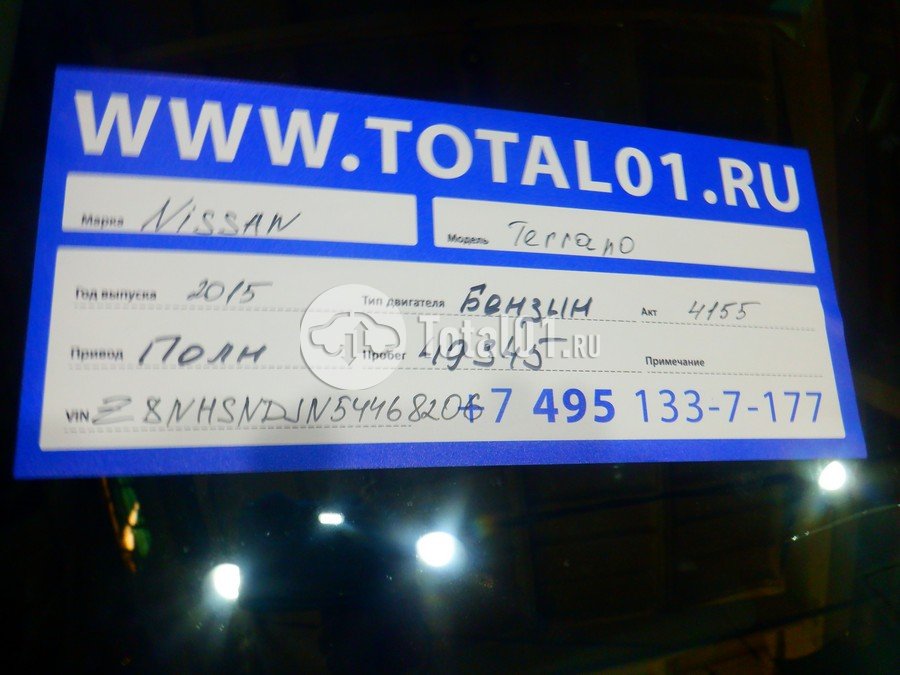 WWW.TOTAL01.RU
Марка Nissan Модель Terrano
Год выпуска 2015 Тип двигателя Бензин Акт 4155
Привод Полн Пробег 49345 Примечание
Total01.RU
VIN Z8NHSNDJN54468206 +7 495 133-7-177